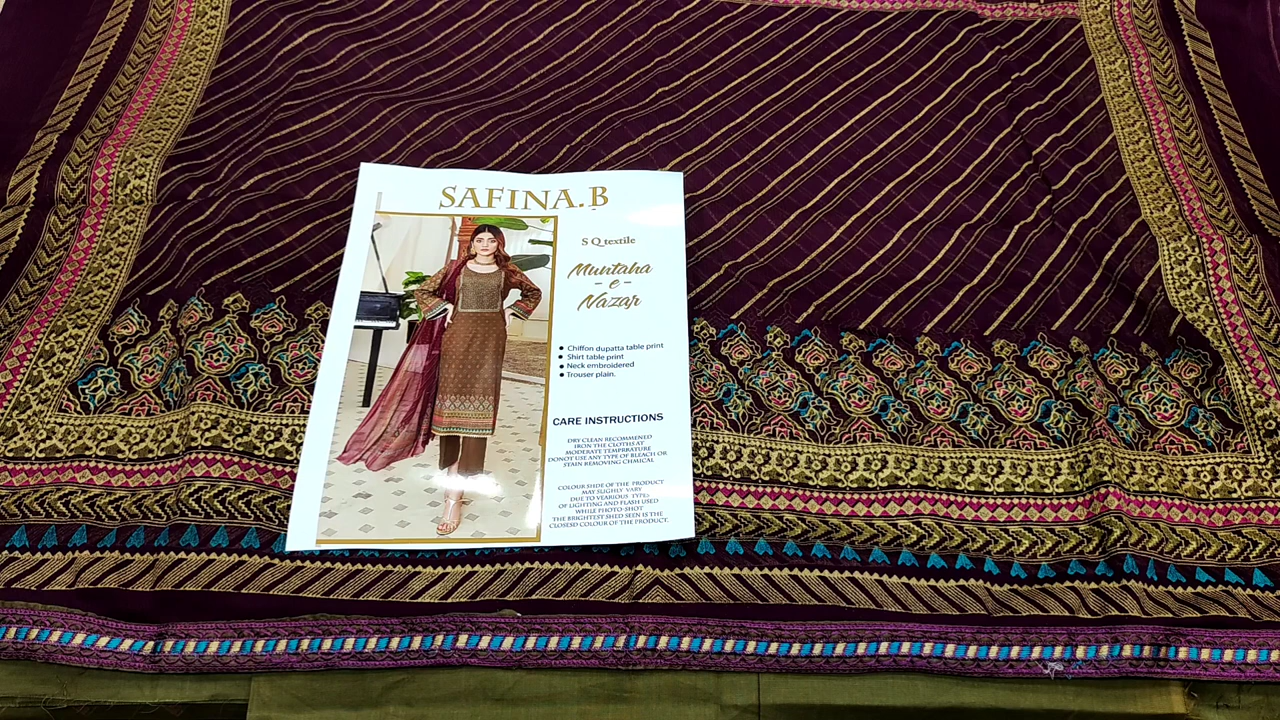 SAFINA.B
S Q textile
Muntaha
- e -
Nazar
● Chiffon dupatta table print
● Shirt table print
● Neck embroidered
● Trouser plain.
CARE INSTRUCTIONS
DRY CLEAN RECOMMENED
IRON THE CLOTHS AT
MODERATE TEMPRRATURE
DONOT USE ANY TYPE OF BLEACH OR
STAIN REMOVING CHMICAL
COLOUR SHDE OF THE PRODUCT
MAY SLIGHLY VARY
DUE TO VEARIOUS TYPES
OF LIGHTING AND FLASH USED
WHILE PHOTO-SHOT
THE BRIGHTEST SHED SEEN IS THE
CLOSESD COLOUR OF THE PRODUCT.